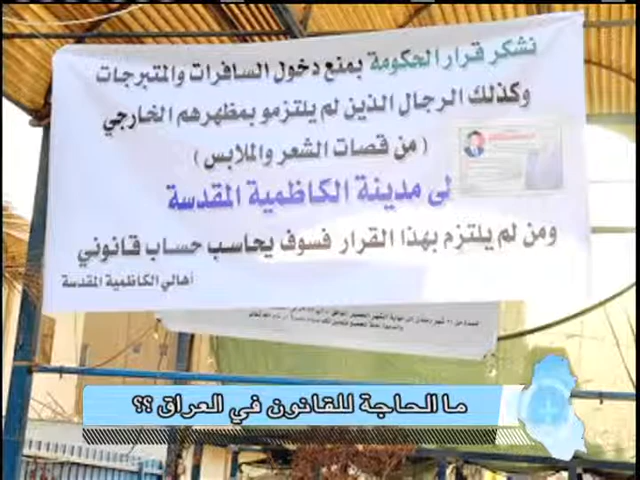 نشكر قرار الحكومة بمنع دخول السافرات والمتبرجات
وكذلك الرجال الذين لم يلتزمو بمظهرهم الخارجي
( من قصات الشعر والملابس )
لى مدينة الكاظمية المقدسة
ومن لم يلتزم بهذا القرار فسوف يحاسب حساب قانوني
أهالي الكاظمية المقدسة
ما الحاجة للقانون في العراق ؟؟